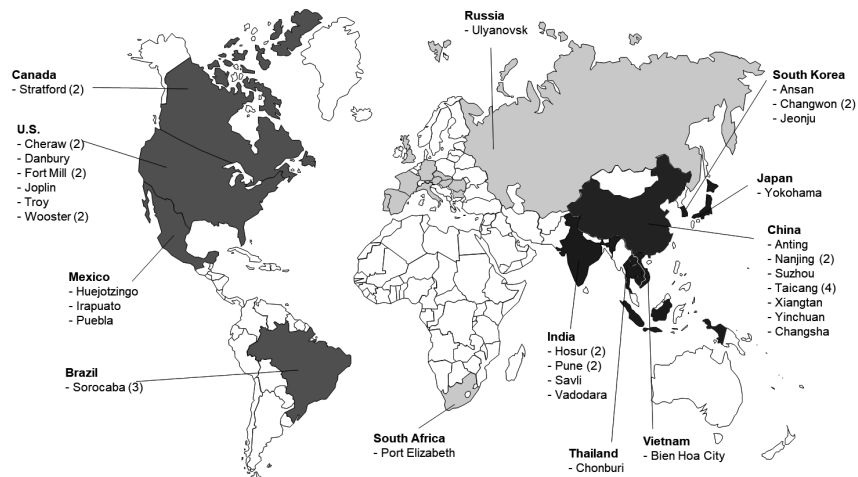 Canada
- Stratford (2)
U.S.
- Cheraw (2)
- Danbury
- Fort Mill (2)
- Joplin
- Troy
- Wooster (2)
Mexico
- Huejotzingo
- Irapuato
- Puebla
Brazil
- Sorocaba (3)
Russia
- Ulyanovsk
South Africa
- Port Elizabeth
South Korea
- Ansan
- Changwon (2)
- Jeonju
Japan
- Yokohama
China
- Anting
- Nanjing (2)
- Suzhou
- Taicang (4)
- Xiangtan
- Yinchuan
- Changsha
India
- Hosur (2)
- Pune (2)
- Savli
- Vadodara
Thailand
- Chonburi
Vietnam
- Bien Hoa City